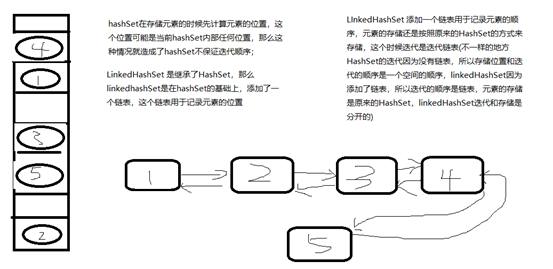 hashSet在存储元素的时候先计算元素的位置，这
个位置可能是当前hashSet内部任何位置，那么这
种情况就造成了hashSet不保证迭代顺序；
LinkedHashSet 是继承了HashSet，那么
linkedhashSet是在hashSet的基础上，添加了一
个链表，这个链表用于记录元素的位置
LInkedHashSet 添加一个链表用于记录元素的顺
序，元素的存储还是按照原来的HashSet的方式来
存储，这个时候迭代是迭代链表(不一样的地方
HashSet的迭代因为没有链表，所以存储位置和迭
代的顺序是一个空间的顺序，linkedHashSet因为
添加了链表，所以迭代的顺序是链表，元素的存储
是原来的HashSet，linkedHashSet迭代和存储是
分开的)
4
1
3
5
2
1
2
3
4
5